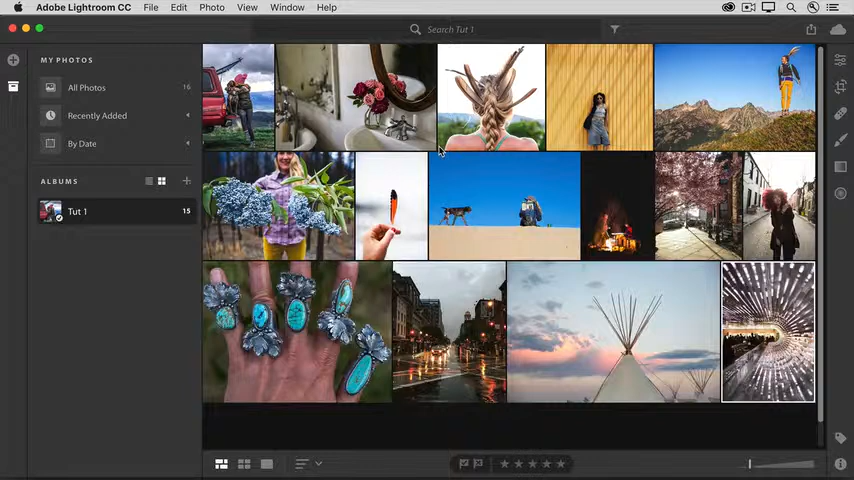 Adobe Lightroom CC File Edit Photo View Window Help
Search Tut 1
MY PHOTOS
All Photos 16
Recently Added
By Date
ALBUMS
Tut 1 15